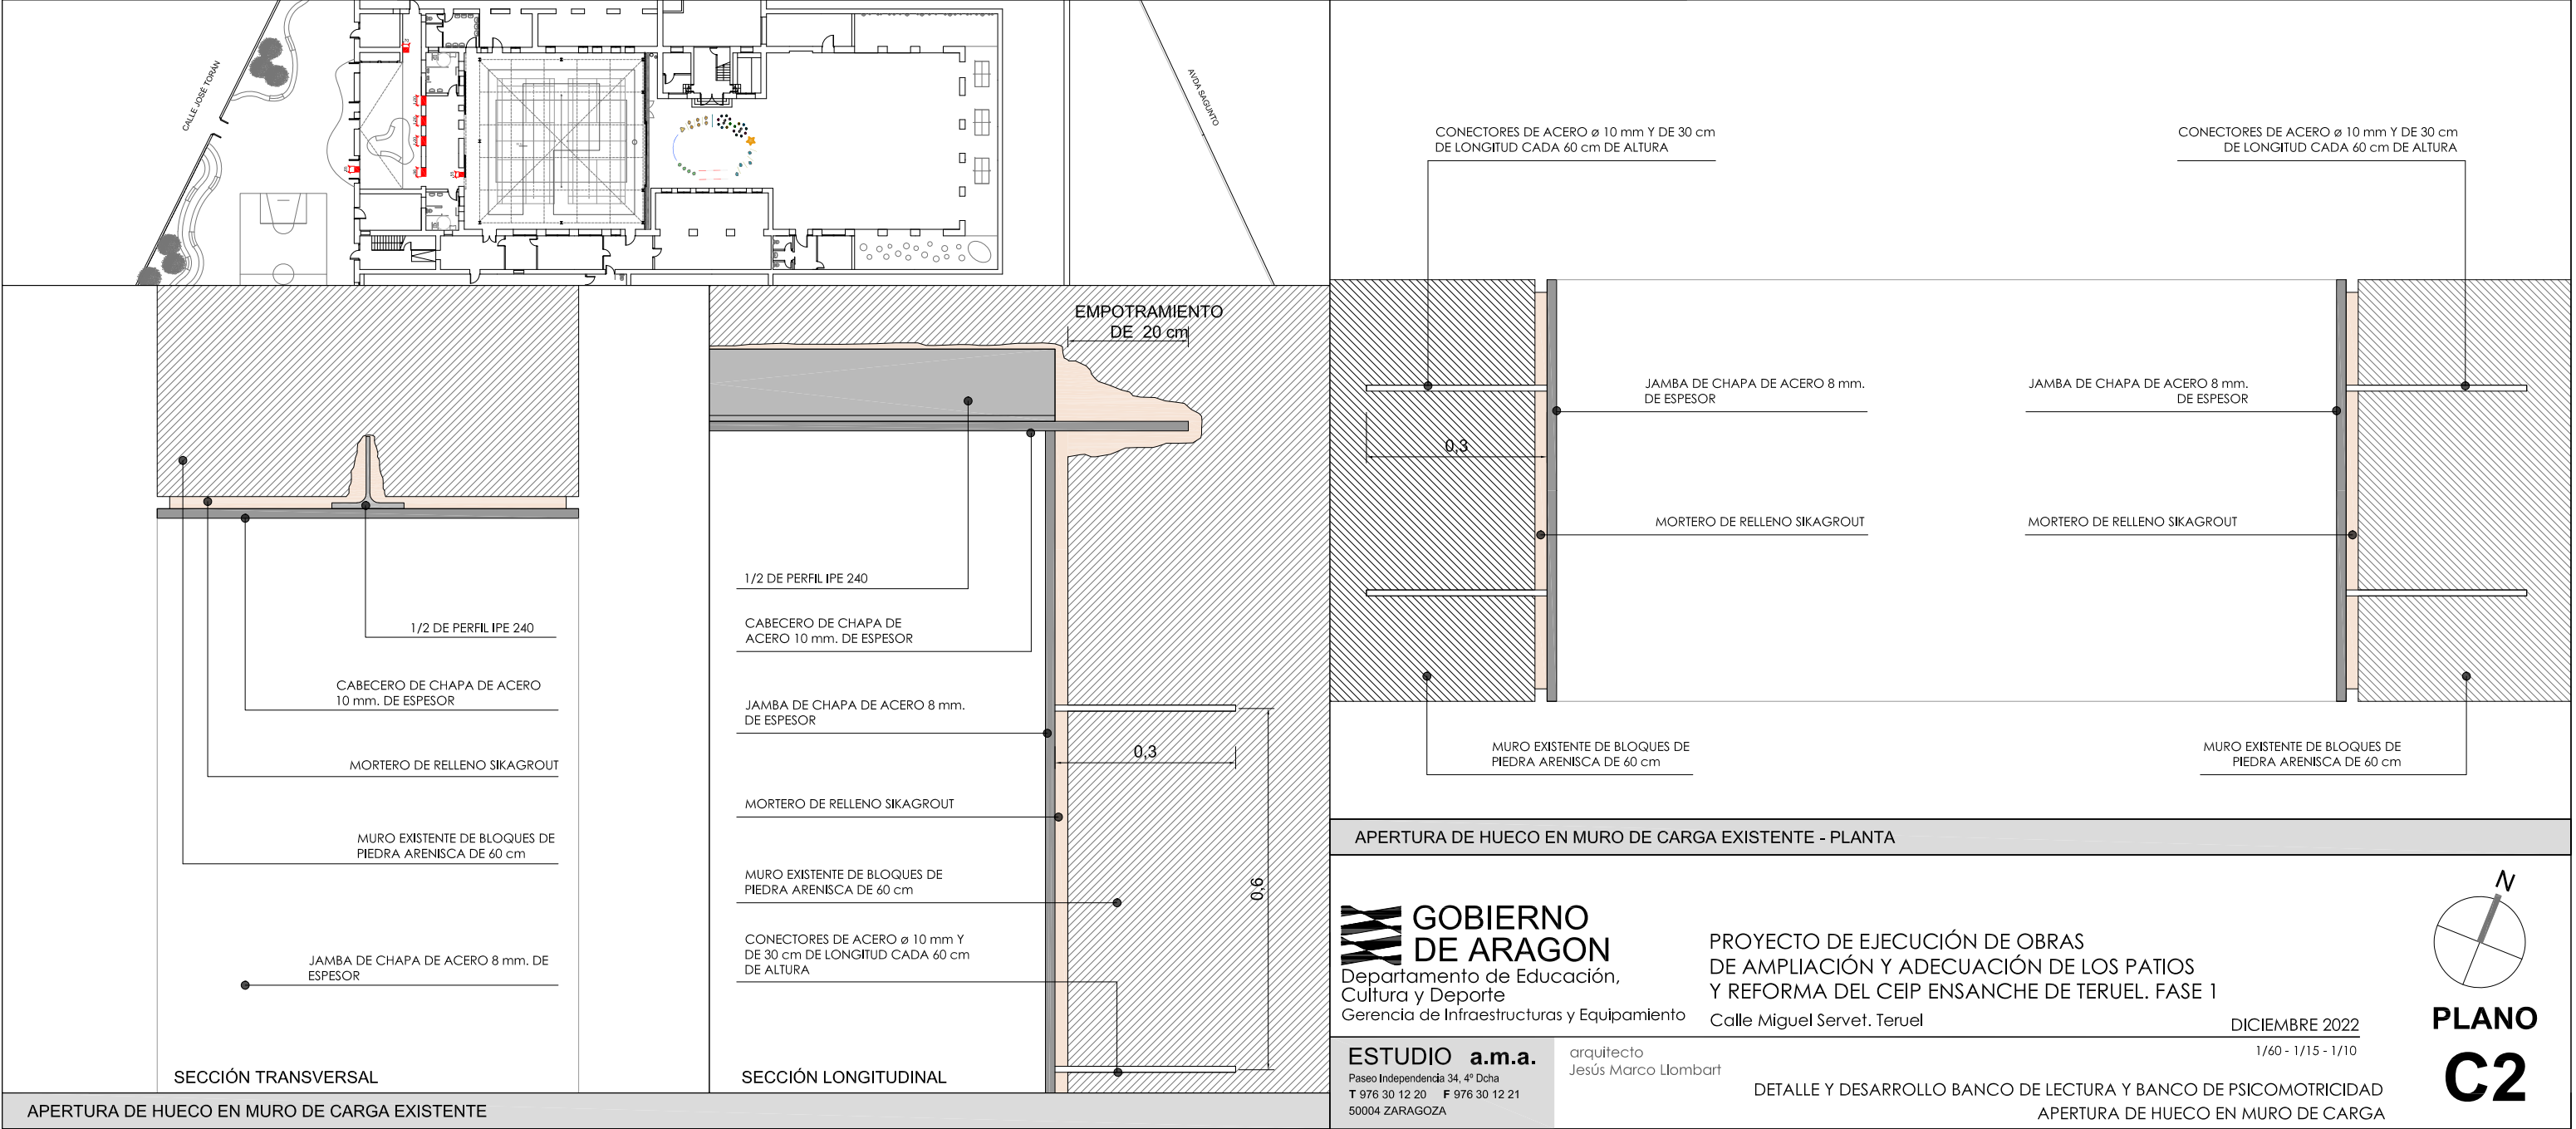 CALLE JOSÉ TORÁN
AVDA SAGUNTO
EMPOTRAMIENTO
DE 20 cm
1/2 DE PERFIL IPE 240
CABECERO DE CHAPA DE ACERO
10 mm. DE ESPESOR
MORTERO DE RELLENO SIKAGROUT
MURO EXISTENTE DE BLOQUES DE
PIEDRA ARENISCA DE 60 cm
JAMBA DE CHAPA DE ACERO 8 mm. DE
ESPESOR
SECCIÓN TRANSVERSAL
1/2 DE PERFIL IPE 240
CABECERO DE CHAPA DE
ACERO 10 mm. DE ESPESOR
JAMBA DE CHAPA DE ACERO 8 mm.
DE ESPESOR
0,3
MORTERO DE RELLENO SIKAGROUT
MURO EXISTENTE DE BLOQUES DE
PIEDRA ARENISCA DE 60 cm
0,6
CONECTORES DE ACERO ø 10 mm Y
DE 30 cm DE LONGITUD CADA 60 cm
DE ALTURA
SECCIÓN LONGITUDINAL
APERTURA DE HUECO EN MURO DE CARGA EXISTENTE
CONECTORES DE ACERO ø 10 mm Y DE 30 cm
DE LONGITUD CADA 60 cm DE ALTURA
CONECTORES DE ACERO ø 10 mm Y DE 30 cm
DE LONGITUD CADA 60 cm DE ALTURA
JAMBA DE CHAPA DE ACERO 8 mm.
DE ESPESOR
JAMBA DE CHAPA DE ACERO 8 mm.
DE ESPESOR
0,3
MORTERO DE RELLENO SIKAGROUT
MORTERO DE RELLENO SIKAGROUT
MURO EXISTENTE DE BLOQUES DE
PIEDRA ARENISCA DE 60 cm
MURO EXISTENTE DE BLOQUES DE
PIEDRA ARENISCA DE 60 cm
APERTURA DE HUECO EN MURO DE CARGA EXISTENTE - PLANTA
GOBIERNO
DE ARAGON
Departamento de Educación,
Cultura y Deporte
Gerencia de Infraestructuras y Equipamiento
PROYECTO DE EJECUCIÓN DE OBRAS
DE AMPLIACIÓN Y ADECUACIÓN DE LOS PATIOS
Y REFORMA DEL CEIP ENSANCHE DE TERUEL. FASE 1
Calle Miguel Servet. Teruel
DICIEMBRE 2022
N
PLANO
C2
ESTUDIO a.m.a.
Paseo Independencia 34, 4º Dcha
T 976 30 12 20 F 976 30 12 21
50004 ZARAGOZA
arquitecto
Jesús Marco Llombart
1/60 - 1/15 - 1/10
DETALLE Y DESARROLLO BANCO DE LECTURA Y BANCO DE PSICOMOTRICIDAD
APERTURA DE HUECO EN MURO DE CARGA